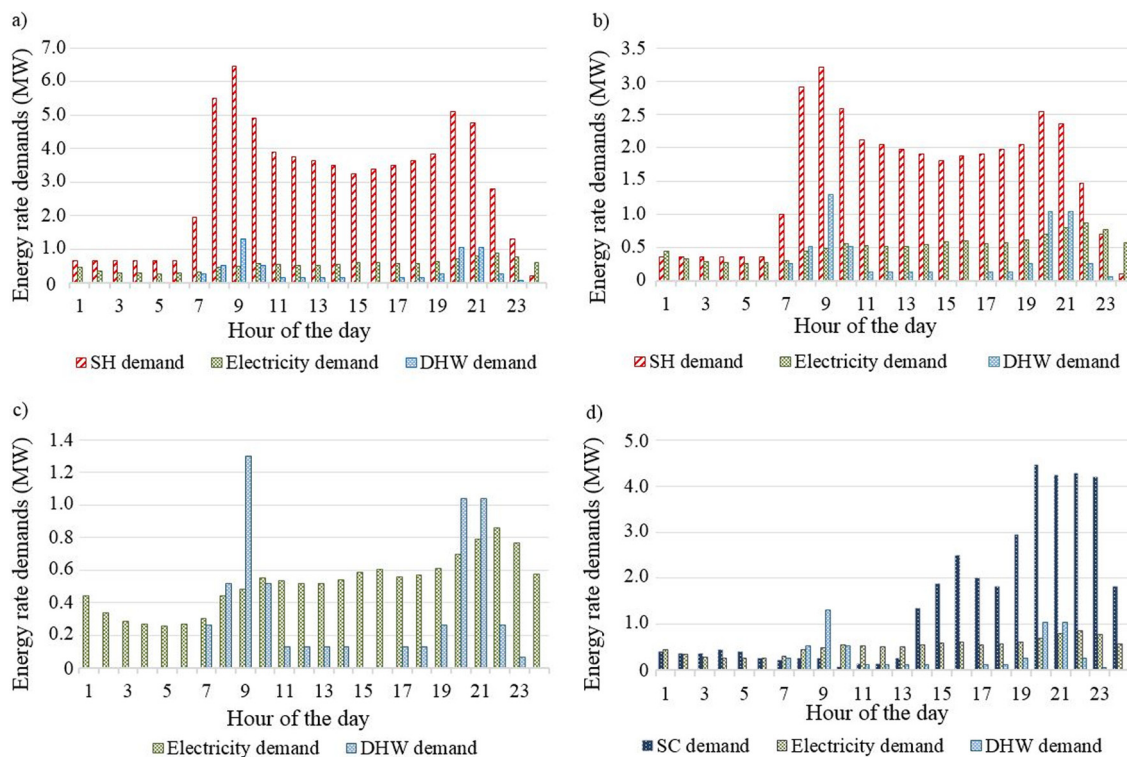 a)
Energy rate demands (MW)
7.0
6.0
5.0
4.0
3.0
2.0
1.0
0
1 3 5 7 9 11 13 15 17 19 21 23
Hour of the day
SH demand Electricity demand DHW demand
b)
Energy rate demands (MW)
3.5
3.0
2.5
2.0
1.5
1.0
0.5
0
1 3 5 7 9 11 13 15 17 19 21 23
Hour of the day
SH demand Electricity demand DHW demand
c)
Energy rate demands (MW)
1.4
1.2
1.0
0.8
0.6
0.4
0.2
0
1 3 5 7 9 11 13 15 17 19 21 23
Hour of the day
Electricity demand DHW demand
d)
Energy rate demands (MW)
5.0
4.0
3.0
2.0
1.0
0
1 3 5 7 9 11 13 15 17 19 21 23
Hour of the day
SC demand Electricity demand DHW demand